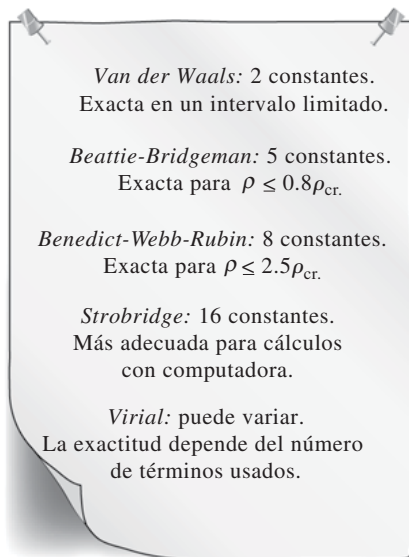 Van der Waals: 2 constantes.
Exacta en un intervalo limitado.
Beattie-Bridgeman: 5 constantes.
Exacta para ρ ≤ 0.8ρcr.
Benedict-Webb-Rubin: 8 constantes.
Exacta para ρ ≤ 2.5ρcr.
Strobridge: 16 constantes.
Más adecuada para cálculos
con computadora.
Virial: puede variar.
La exactitud depende del número
de términos usados.